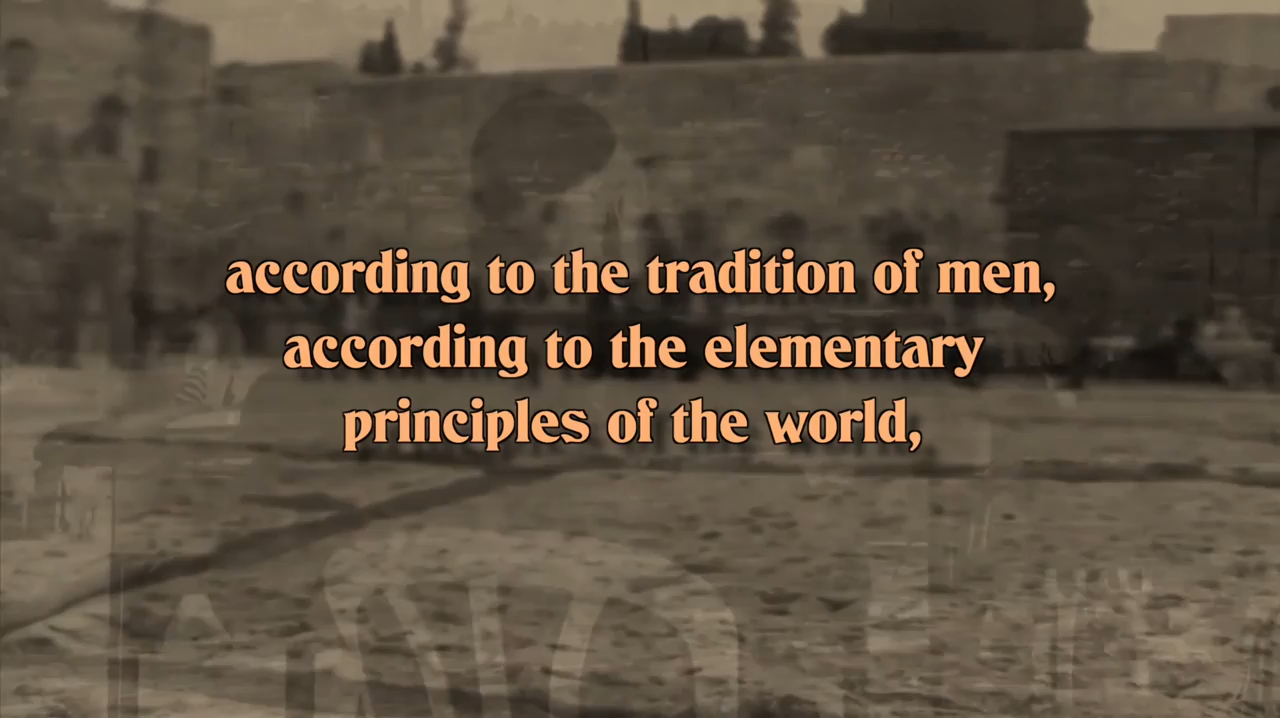 according to the tradition of men,
according to the elementary
principles of the world,